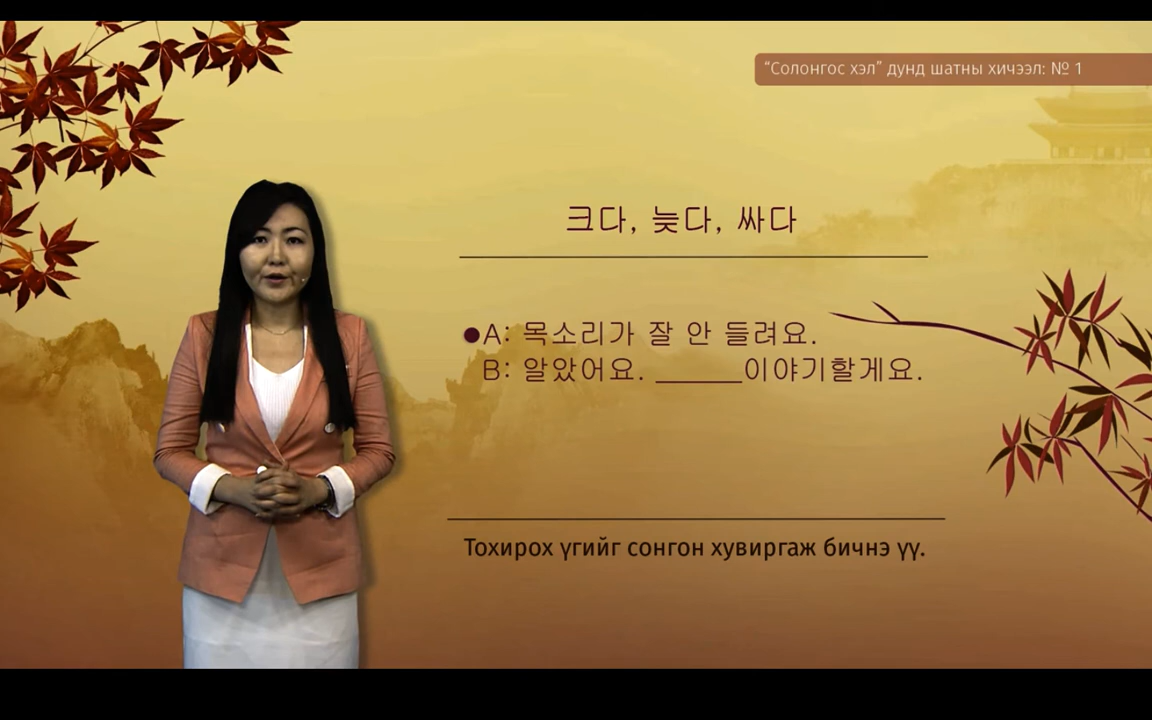 “Солонгос хэл” дунд шатны хичээл: № 1
크다, 늦다, 싸다
●A: 목소리가 잘 안 들려요.
B: 알았어요. ______이야기할게요.
Тохирох үгийг сонгон хувиргаж бичнэ үү.